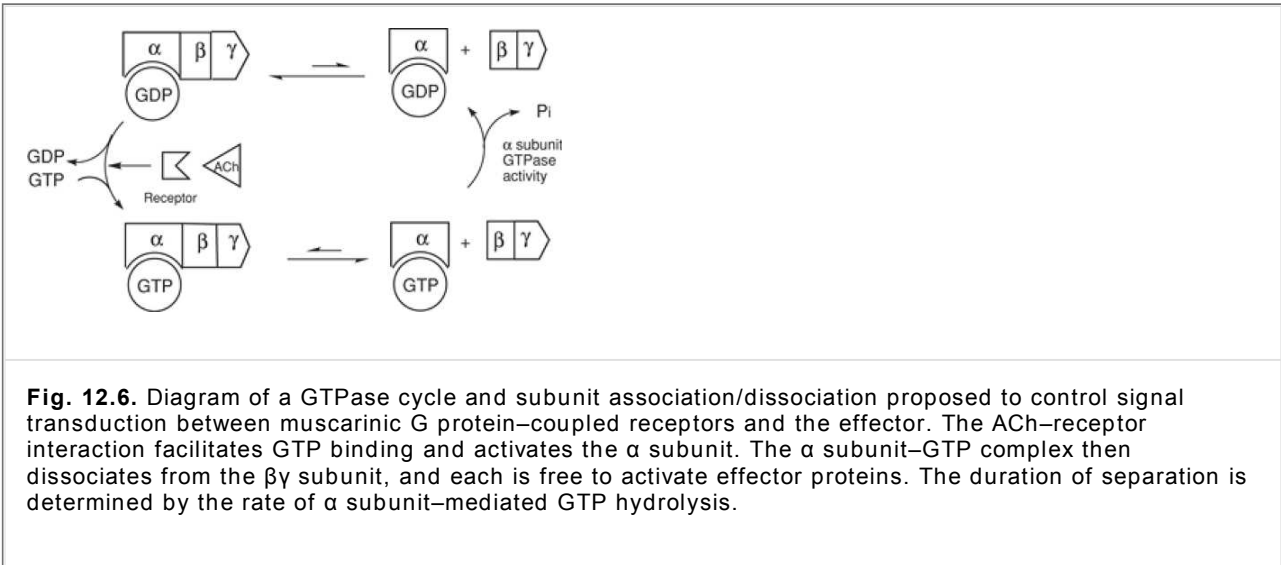 α β γ α + β γ
GDP GDP
Pi
GDP
GTP
ACh
Receptor
α subunit
GTPase
activity
α β γ α + β γ
GTP GTP
Fig. 12.6. Diagram of a GTPase cycle and subunit association/dissociation proposed to control signal
transduction between muscarinic G protein–coupled receptors and the effector. The ACh–receptor
interaction facilitates GTP binding and activates the α subunit. The α subunit–GTP complex then
dissociates from the βγ subunit, and each is free to activate effector proteins. The duration of separation is
determined by the rate of α subunit–mediated GTP hydrolysis.